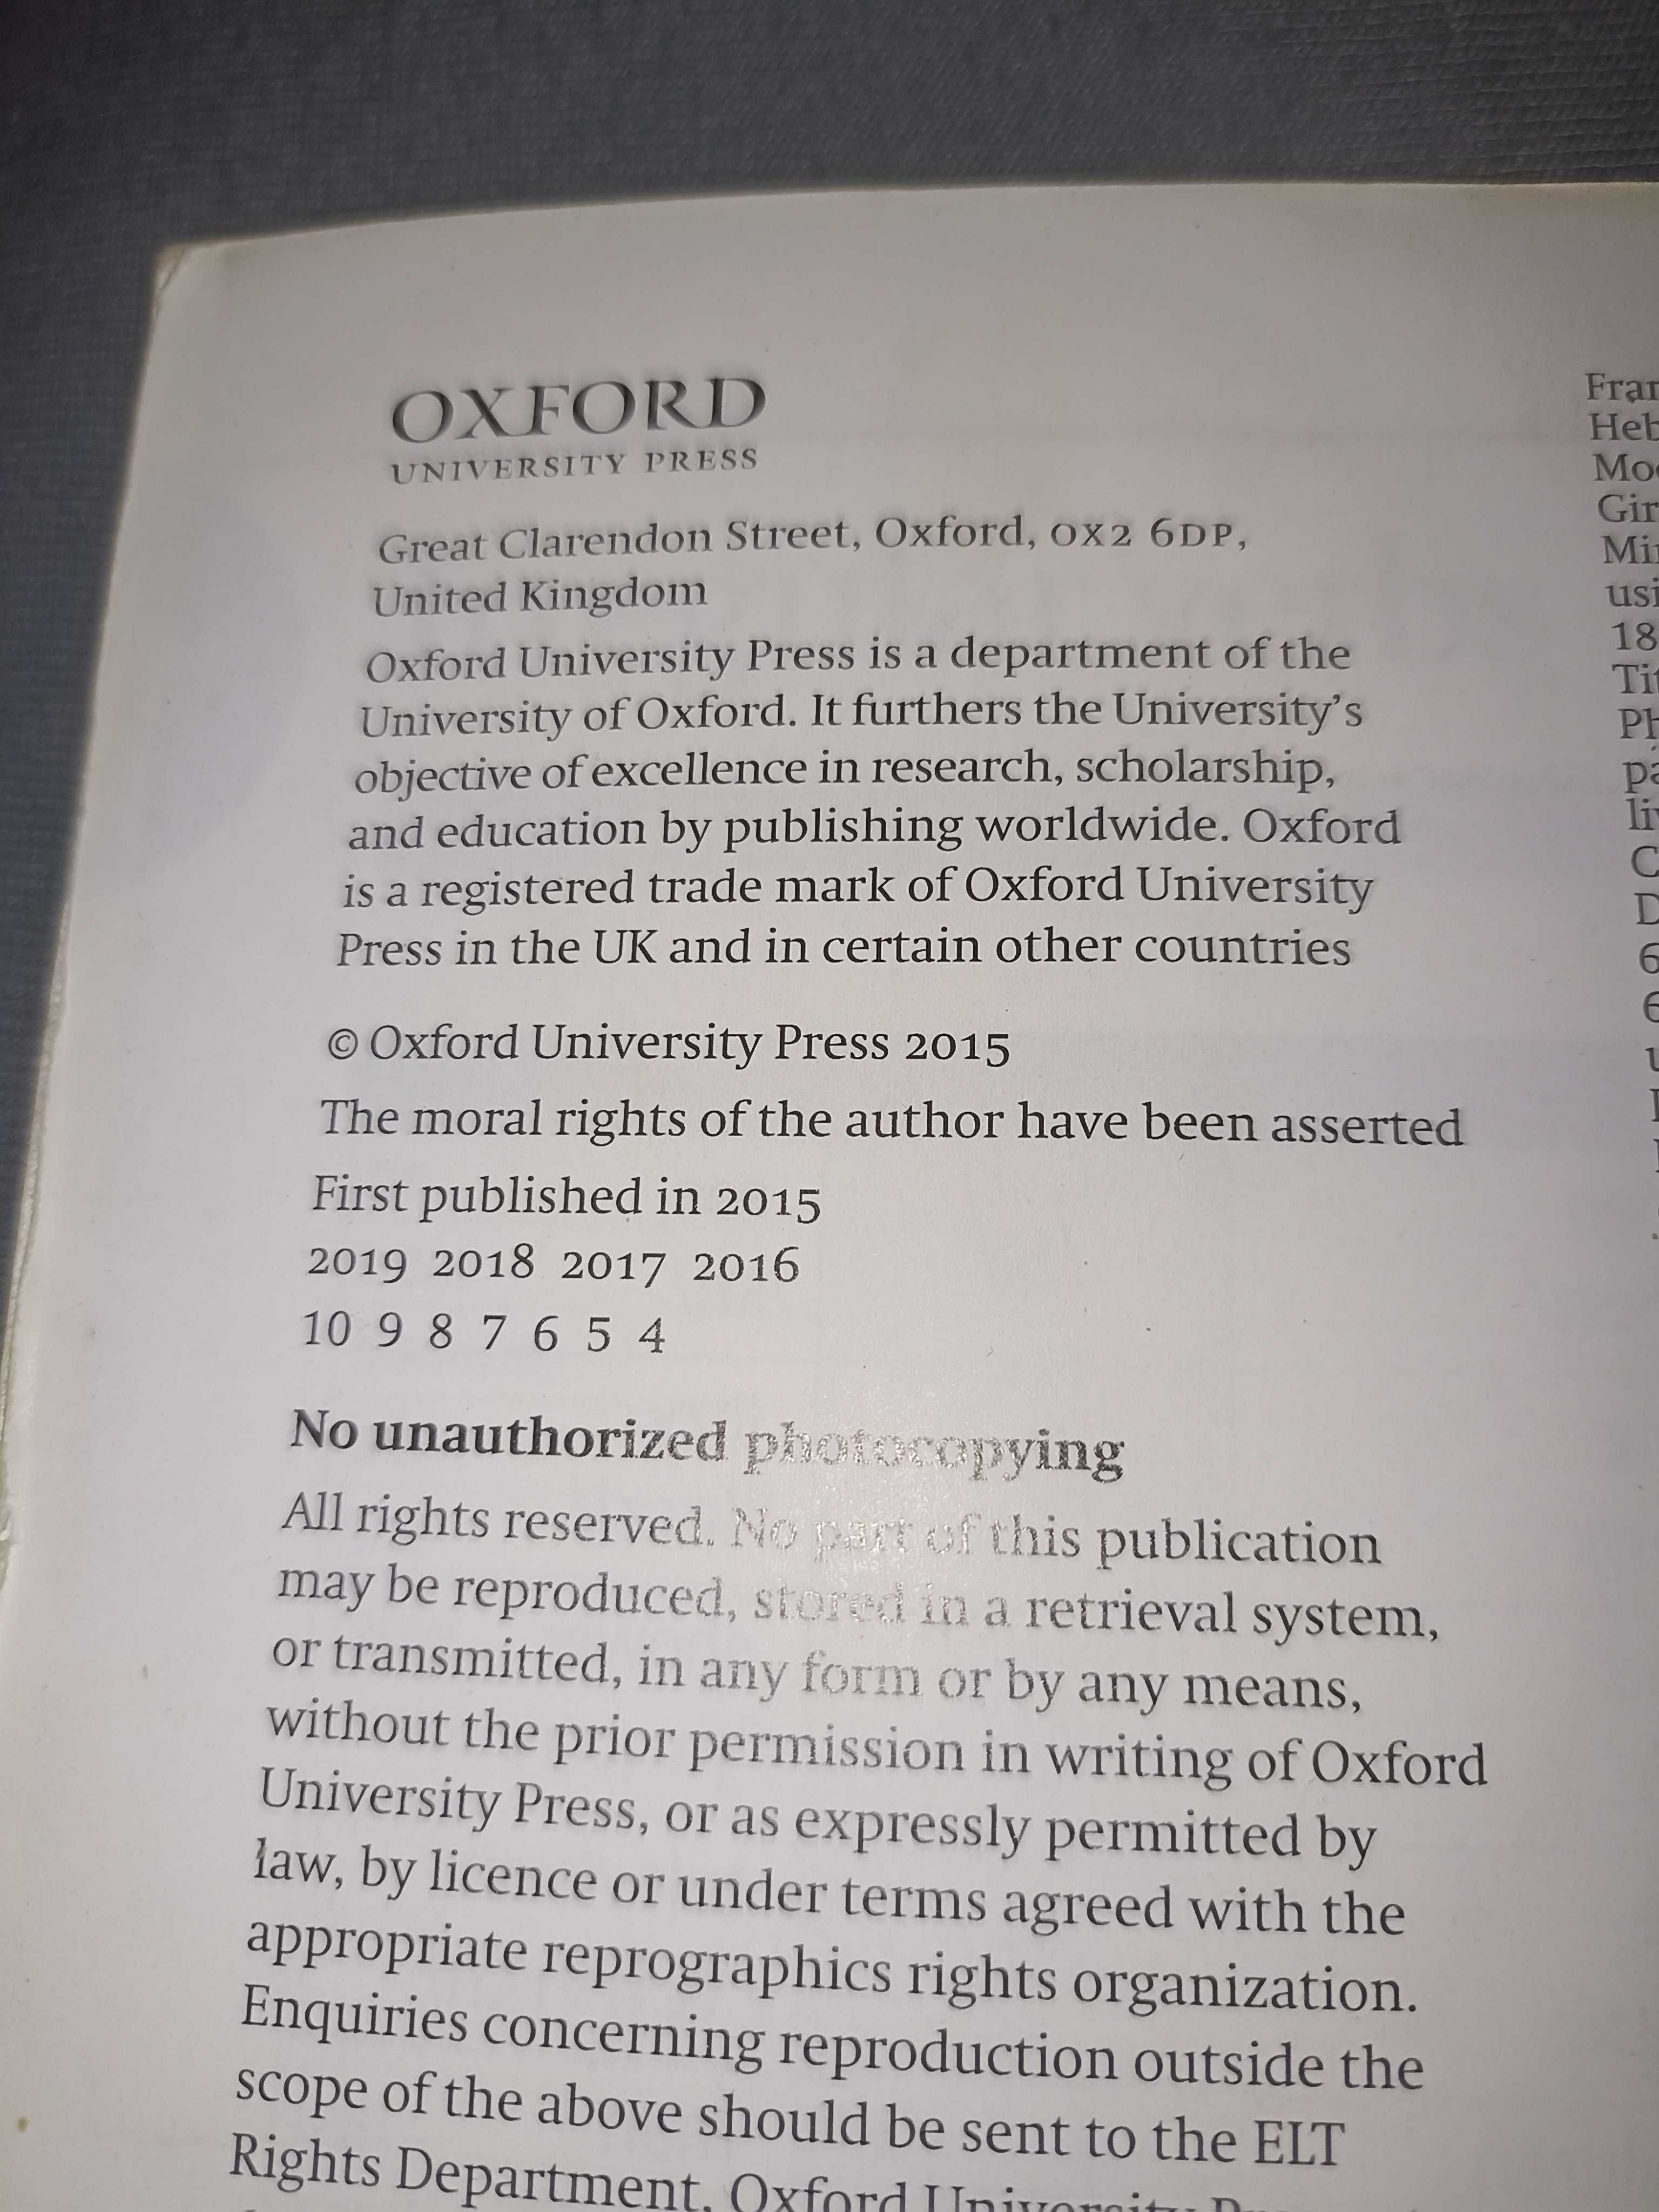 OXFORD
UNIVERSITY PRESS
Great Clarendon Street, Oxford, OX2 6DP,
United Kingdom
Oxford University Press is a department of the
University of Oxford. It furthers the University’s
objective of excellence in research, scholarship,
and education by publishing worldwide. Oxford
is a registered trade mark of Oxford University
Press in the UK and in certain other countries
© Oxford University Press 2015
The moral rights of the author have been asserted
First published in 2015
2019 2018 2017 2016
10 9 8 7 6 5 4
No unauthorized photocopying
All rights reserved. No part of this publication
may be reproduced, stored in a retrieval system,
or transmitted, in any form or by any means,
without the prior permission in writing of Oxford
University Press, or as expressly permitted by
law, by licence or under terms agreed with the
appropriate reprographics rights organization.
Enquiries concerning reproduction outside the
scope of the above should be sent to the ELT
Rights Department, Oxford University